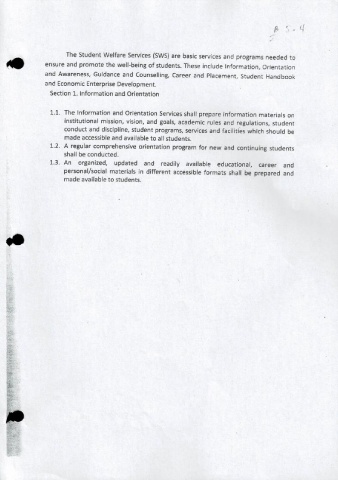 The Student Welfare Services (SWS) are basic services and programs needed to
ensure and promote the well-being of students. These include Information, Orientation
and Awareness, Guidance and Counselling, Career and Placement, Student Handbook
and Economic Enterprise Development.
Section 1. Information and Orientation
1.1. The Information and Orientation Services shall prepare information materials on
institutional mission, vision, and goals, academic rules and regulations, student
conduct and discipline, student programs, services and facilities which should be
made accessible and available to all students.
1.2. A regular comprehensive orientation program for new and continuing students
shall be conducted.
1.3. An organized, updated and readily available educational, career and
personal/social materials in different accessible formats shall be prepared and
made available to students.